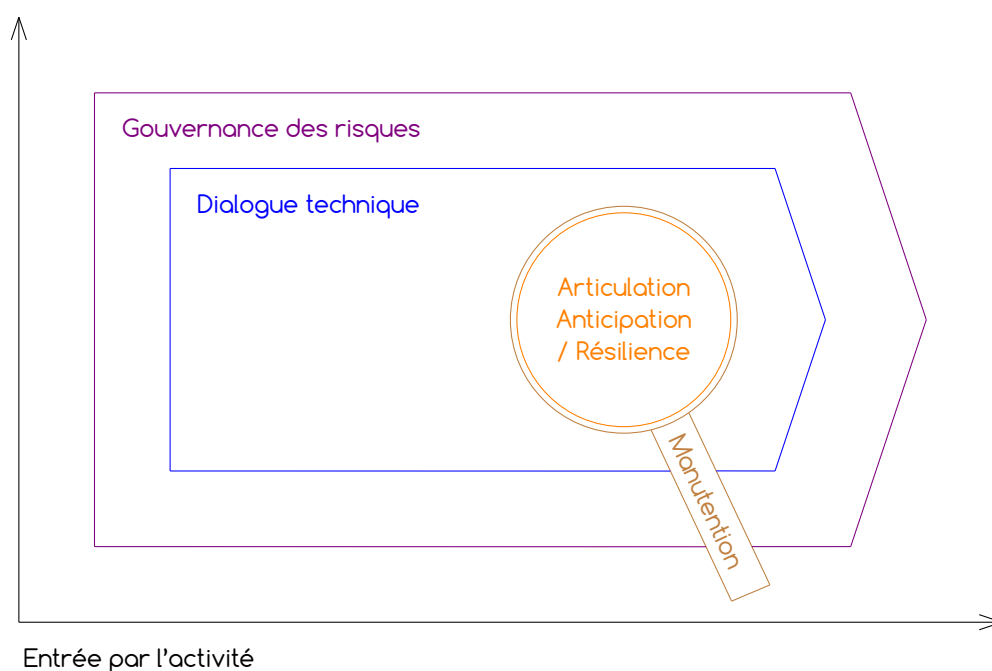 Gouvernance des risques
Dialogue technique
Articulation
Anticipation
/ Résilience
Manutention
Entrée par l'activité